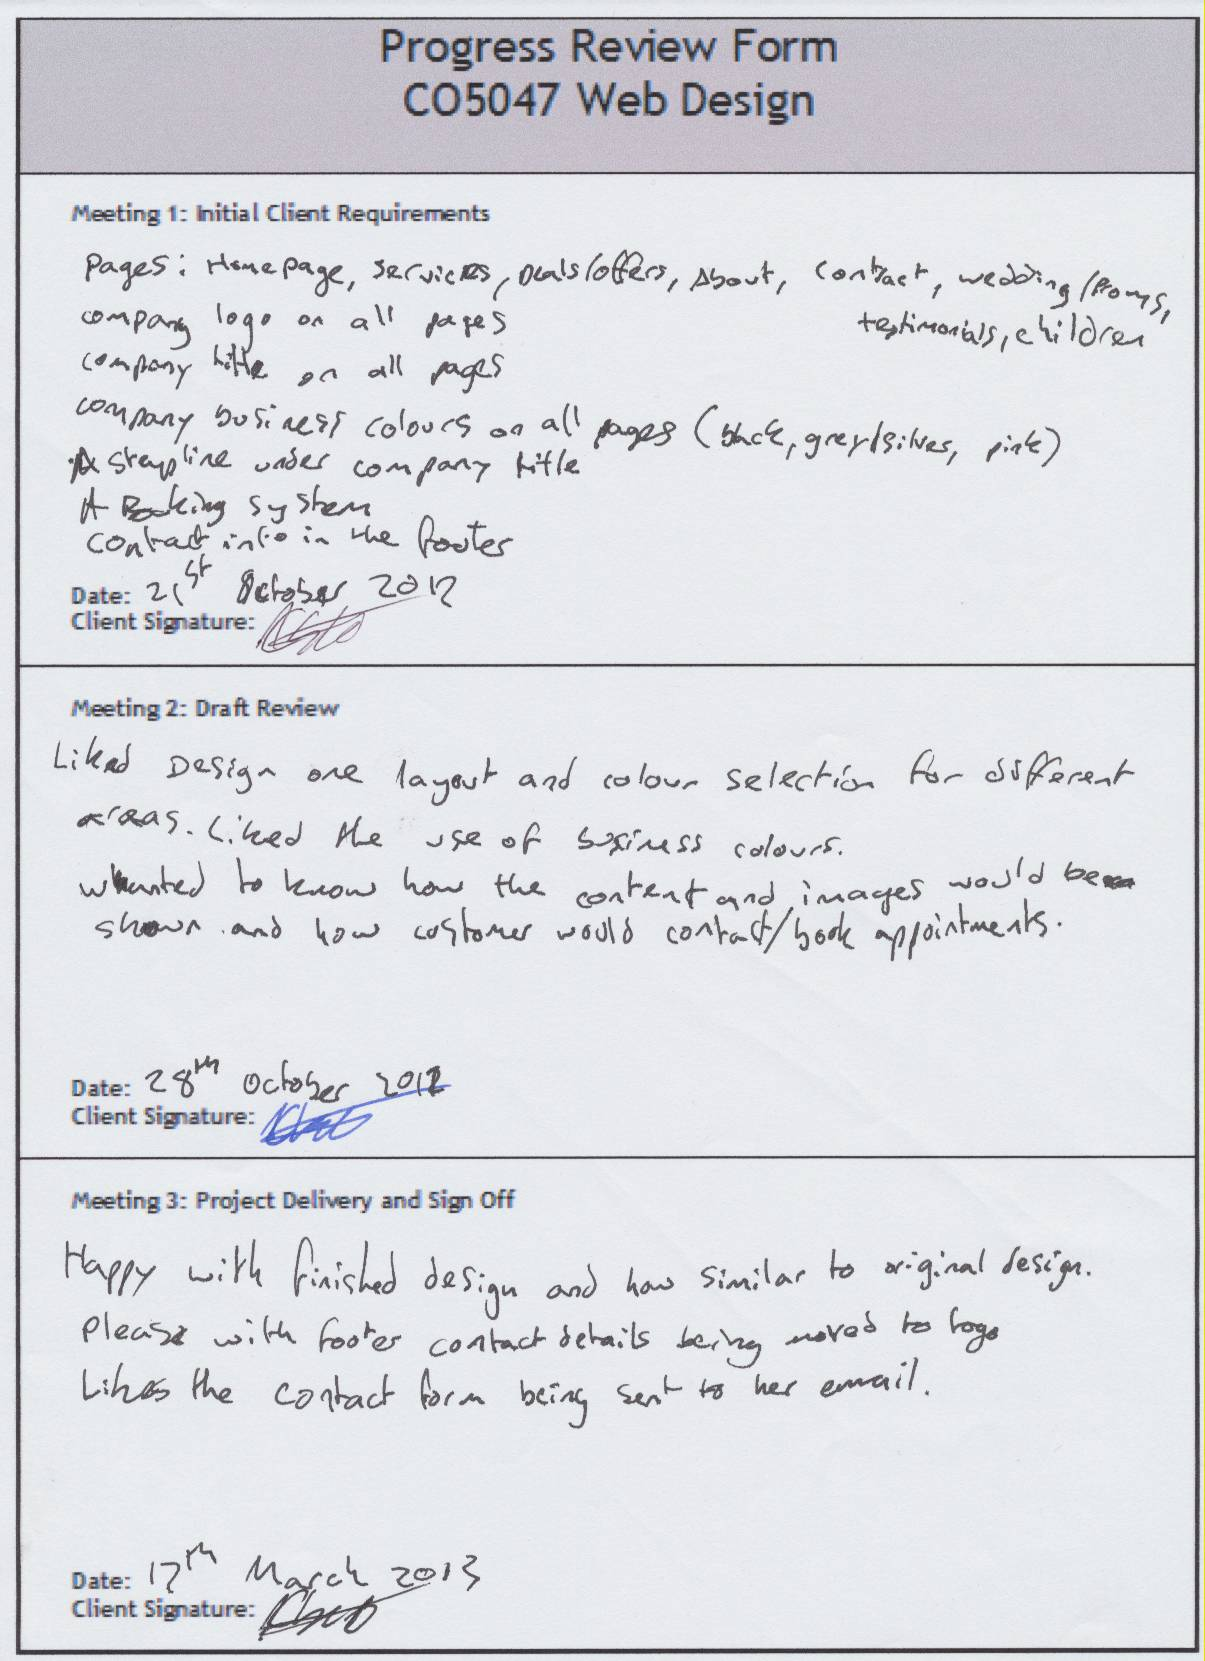 Progress Review Form
CO5047 Web Design
Meeting 1: Initial Client Requirements
Pages: Homepage, services, Deals/offers, About, Contact, wedding/Proms,
testimonials, children
company logo on all pages
company title on all pages
company business colours on all pages (black, grey/silver, pink)
A strapline under company title
A Booking system
contact info in the footer
Date: 21st October 2012
Client Signature:
Meeting 2: Draft Review
Liked Design one layout and colour selection for different
areas. Liked the use of business colours.
wanted to know how the content and images would be
shown and how customer would contact/book appointments.
Date: 28th October 2012
Client Signature:
Meeting 3: Project Delivery and Sign Off
Happy with finished design and how similar to original design.
Please with footer contact details being moved to logo
Likes the contact form being sent to her email.
Date: 17th March 2013
Client Signature: